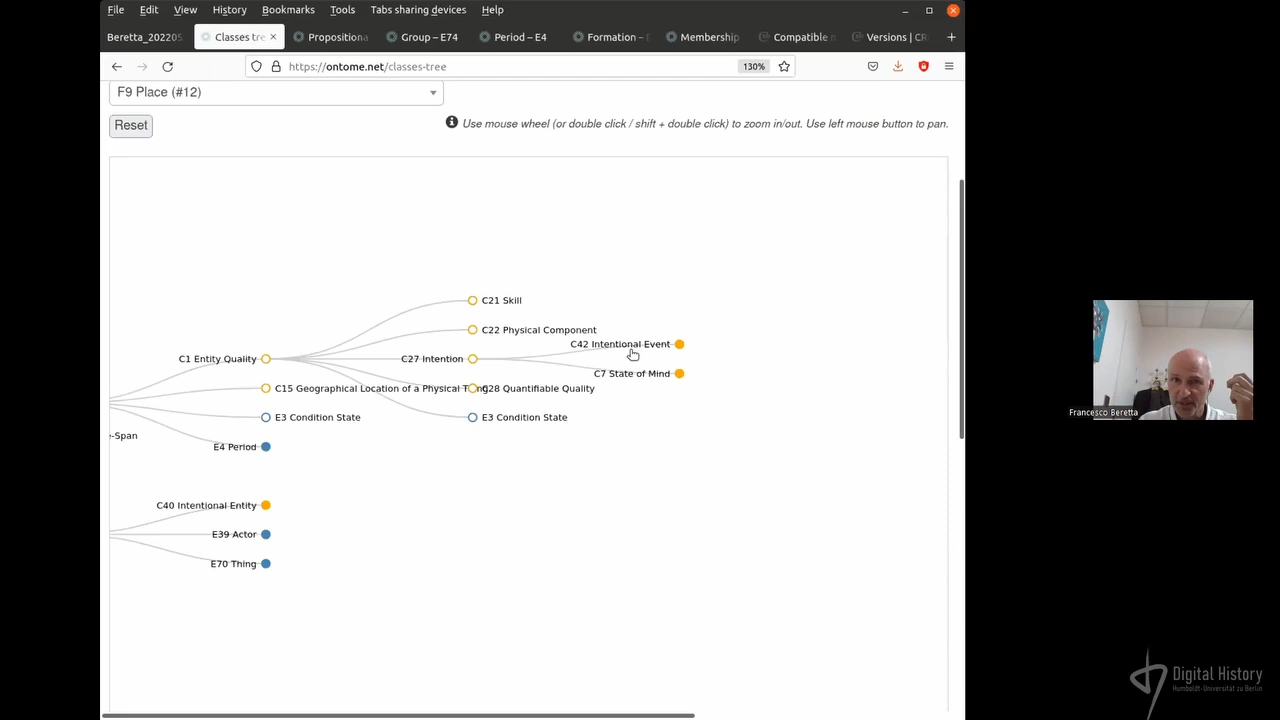 File Edit View History Bookmarks Tools Tabs sharing devices Help
Beretta_202205 Classes tre Propositiona Group – E74 Period – E4 Formation – E Membership Compatible m Versions | CR
https://ontome.net/classes-tree 130%
F9 Place (#12)
Reset
Use mouse wheel (or double click / shift + double click) to zoom in/out. Use left mouse button to pan.
C21 Skill
C22 Physical Component
C42 Intentional Event
C1 Entity Quality
C27 Intention
C7 State of Mind
C15 Geographical Location of a Physical Thing
C28 Quantifiable Quality
E3 Condition State
E3 Condition State
e-Span
E4 Period
C40 Intentional Entity
E39 Actor
E70 Thing
Francesco Beretta
Digital History
Humboldt-Universität zu Berlin